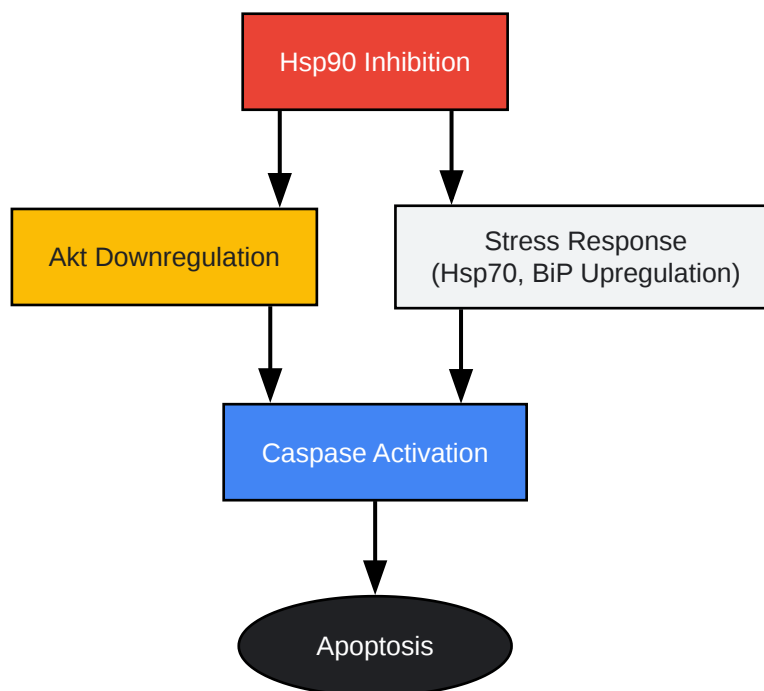 Hsp90 Inhibition
Akt Downregulation
Stress Response
(Hsp70, BiP Upregulation)
Caspase Activation
Apoptosis